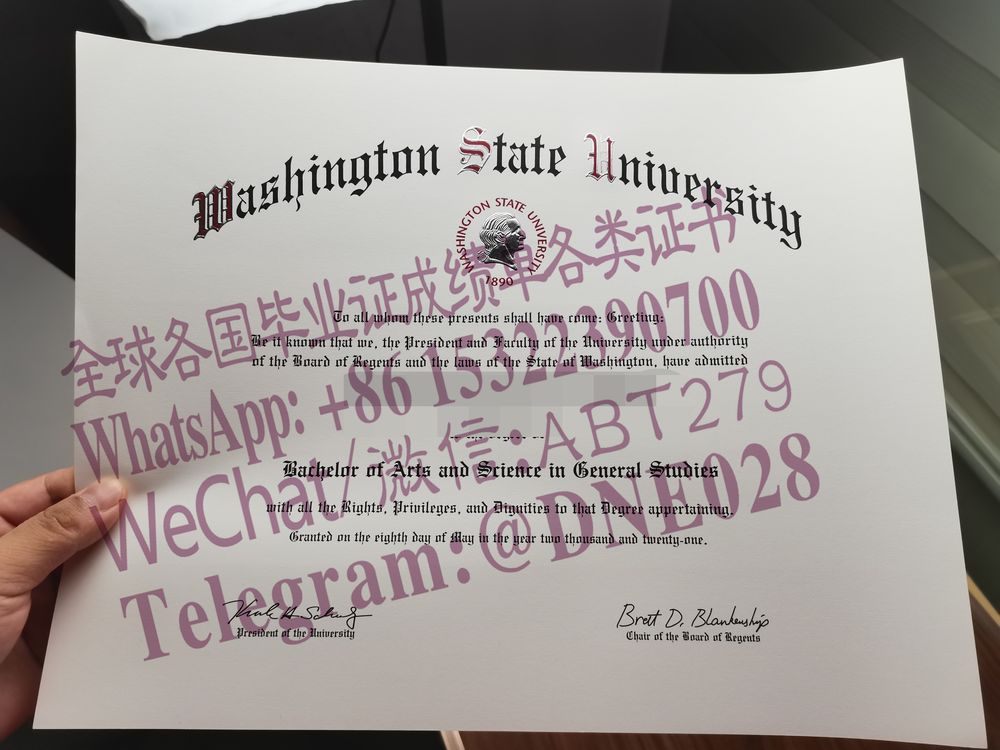 Washington State University
WASHINGTON STATE UNIVERSITY
1890
全球各国毕业证成绩单各类证书
To all whom these presents shall have come: Greeting:
Be it known that we, the President and Faculty of the University under authority
of the Board of Regents and the laws of the State of Washington, have admitted
WhatsApp: +86 15322390700
WeChat/微信:ABT279
Bachelor of Arts and Science in General Studies
with all the Rights, Privileges, and Dignities to that Degree appertaining.
Granted on the eighth day of May in the year two thousand and twenty-one.
Telegram:@DNE028
President of the University
Brett D. Blankenship
Chair of the Board of Regents